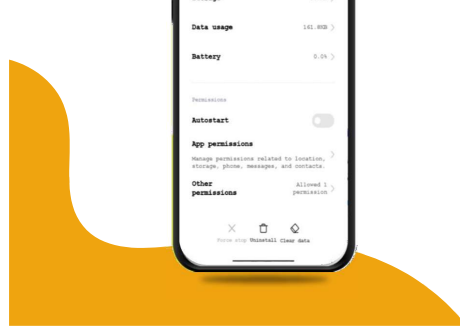 Data usage 161.8KB
Battery 0.0%
Permissions
Autostart
App permissions
Manage permissions related to location,
storage, phone, messages, and contacts.
Other permissions Allowed 1 permission
Force stop Uninstall Clear data